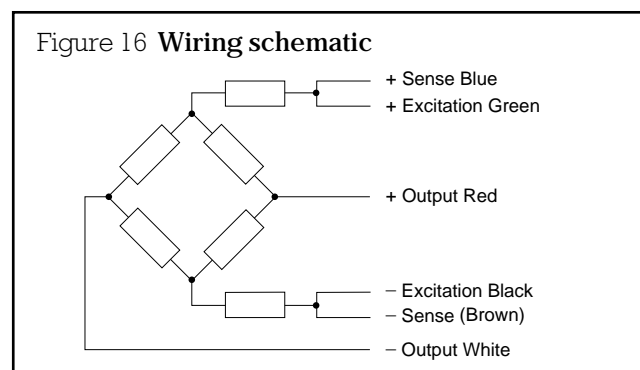 Figure 16 Wiring schematic
+ Sense Blue
+ Excitation Green
+ Output Red
− Excitation Black
− Sense (Brown)
− Output White